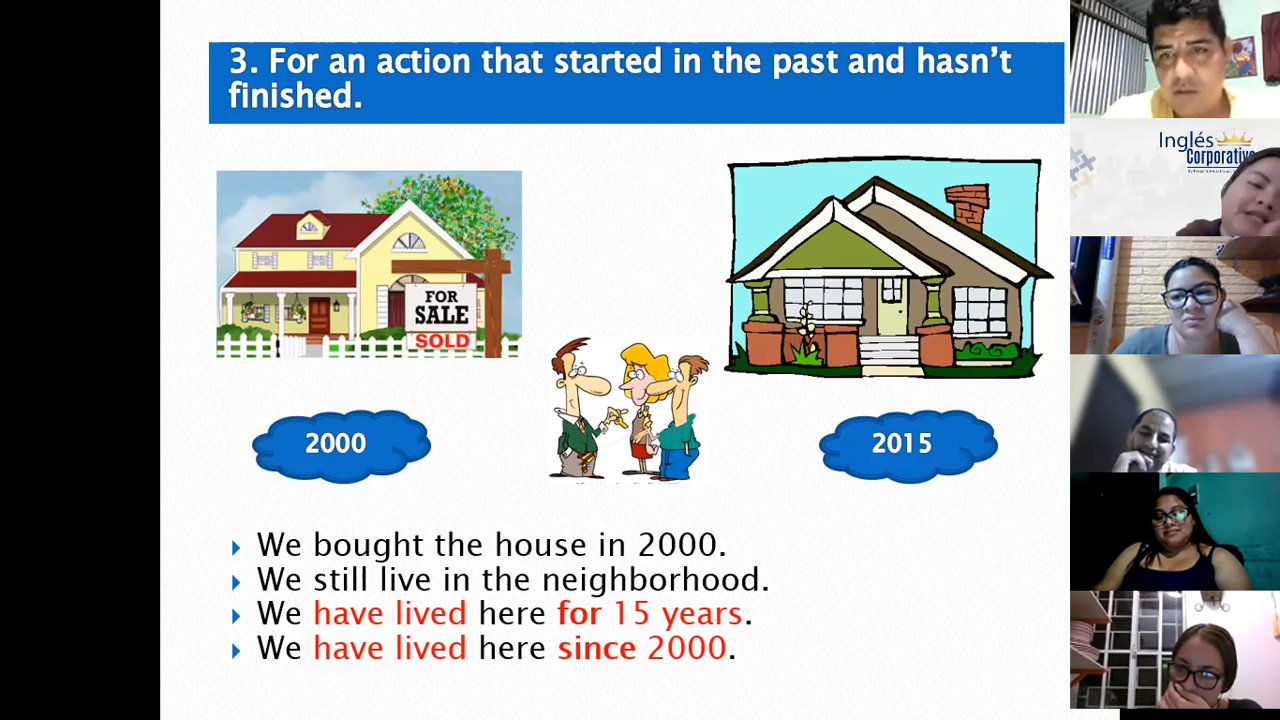 3. For an action that started in the past and hasn't
finished.
Inglés
Corporativo
FOR
SALE
SOLD
2000
2015
We bought the house in 2000.
We still live in the neighborhood.
We have lived here for 15 years.
We have lived here since 2000.